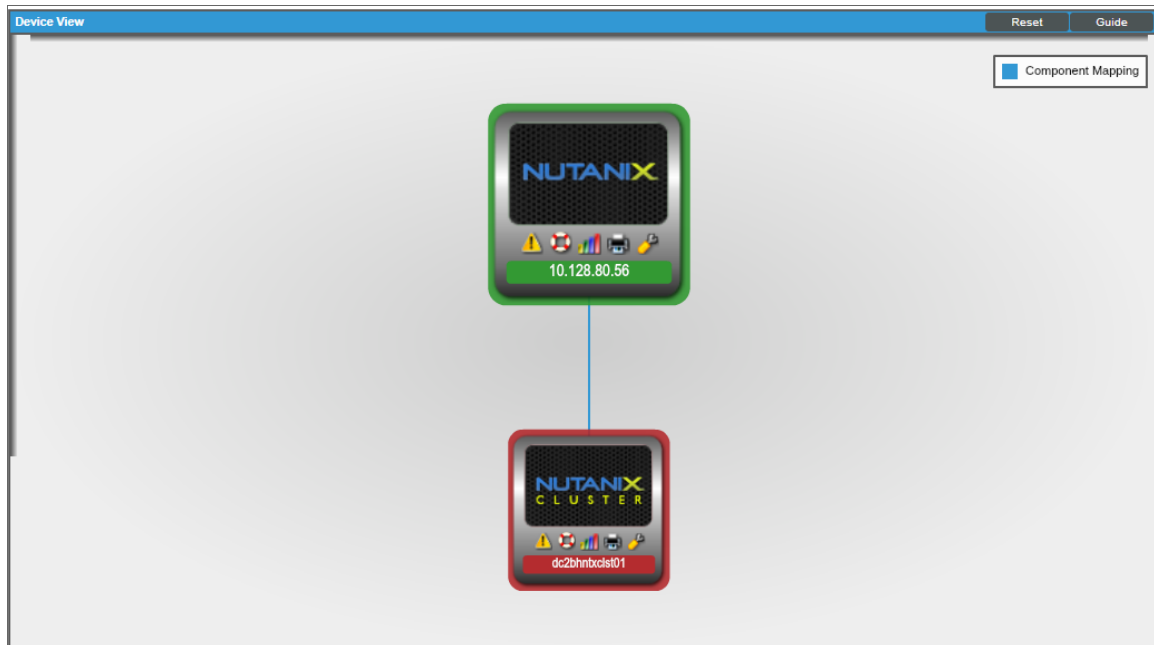 Device View
Reset
Guide
Component Mapping
NUTANIX
10.128.80.56
NUTANIX
CLUSTER
dc2bhntxclst01